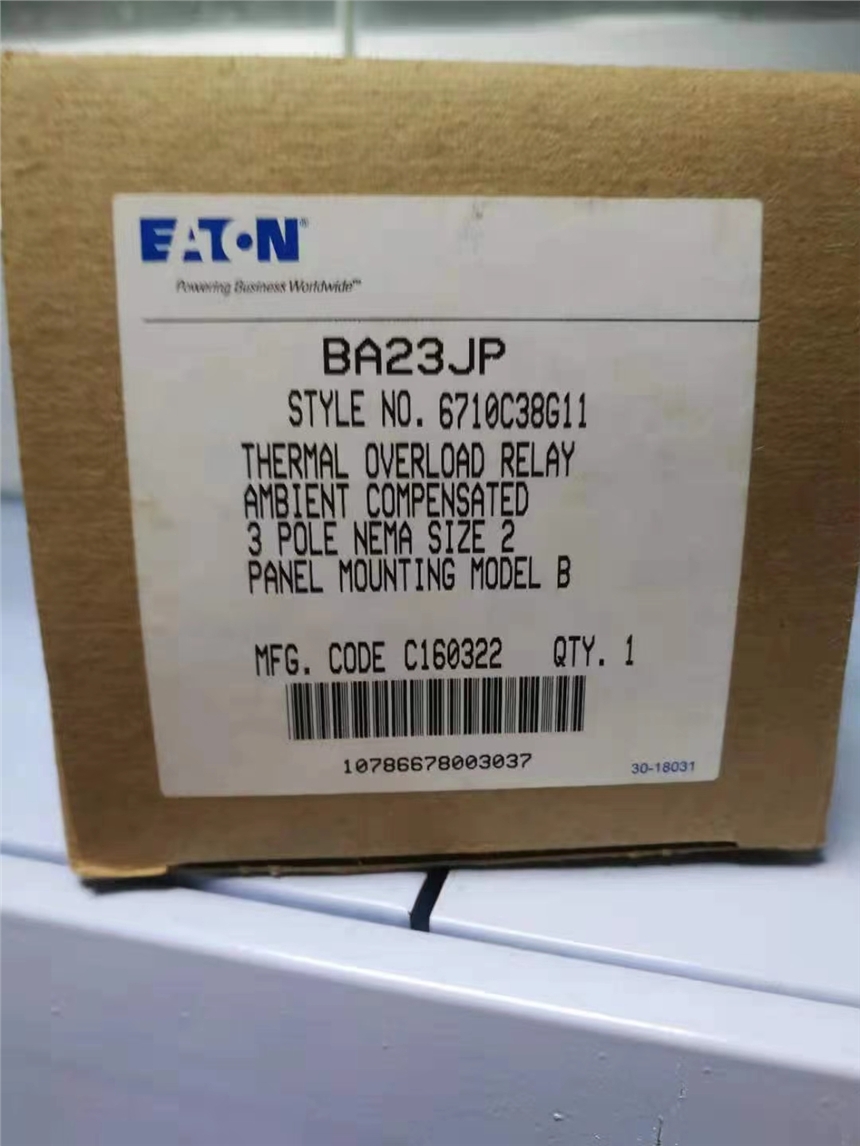 EATON®
Powering Business Worldwide™
BA23JP
STYLE NO. 6710C38G11
THERMAL OVERLOAD RELAY
AMBIENT COMPENSATED
3 POLE NEMA SIZE 2
PANEL MOUNTING MODEL B
MFG. CODE C160322 QTY. 1
10786678003037
30-18031